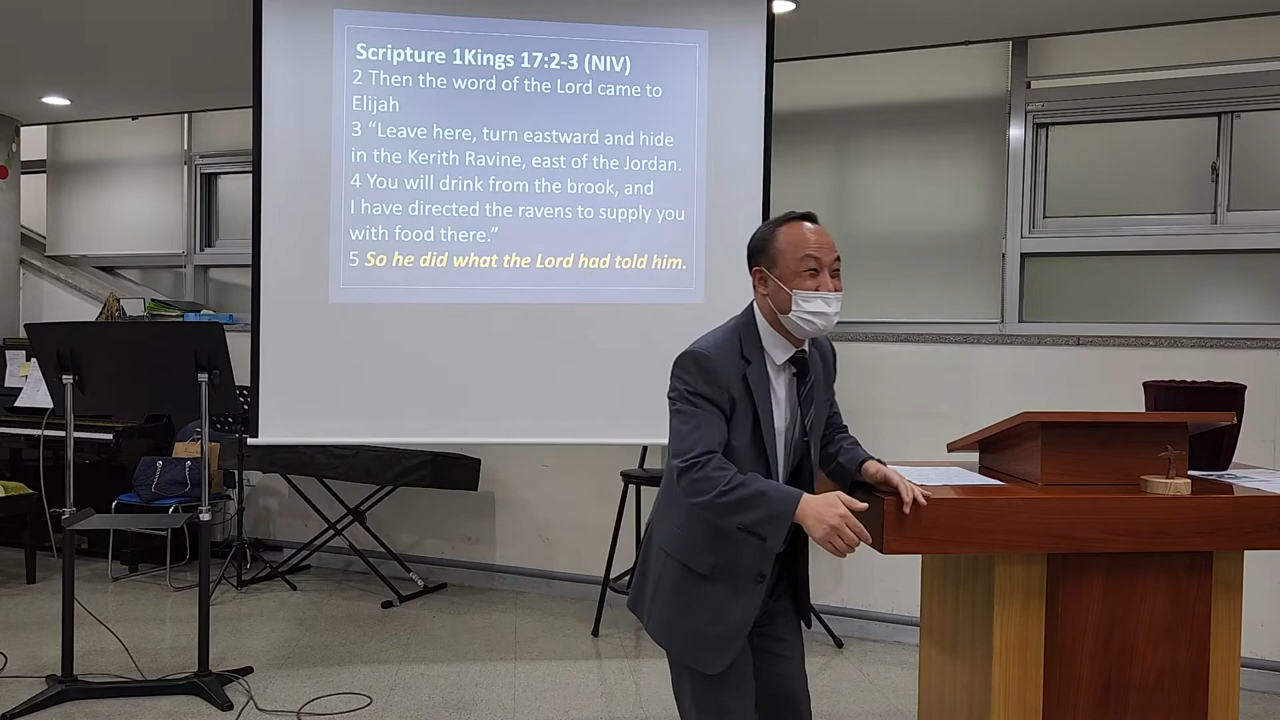 Scripture 1Kings 17:2-3 (NIV)
2 Then the word of the Lord came to
Elijah
3 “Leave here, turn eastward and hide
in the Kerith Ravine, east of the Jordan.
4 You will drink from the brook, and
I have directed the ravens to supply you
with food there.”
5 So he did what the Lord had told him.